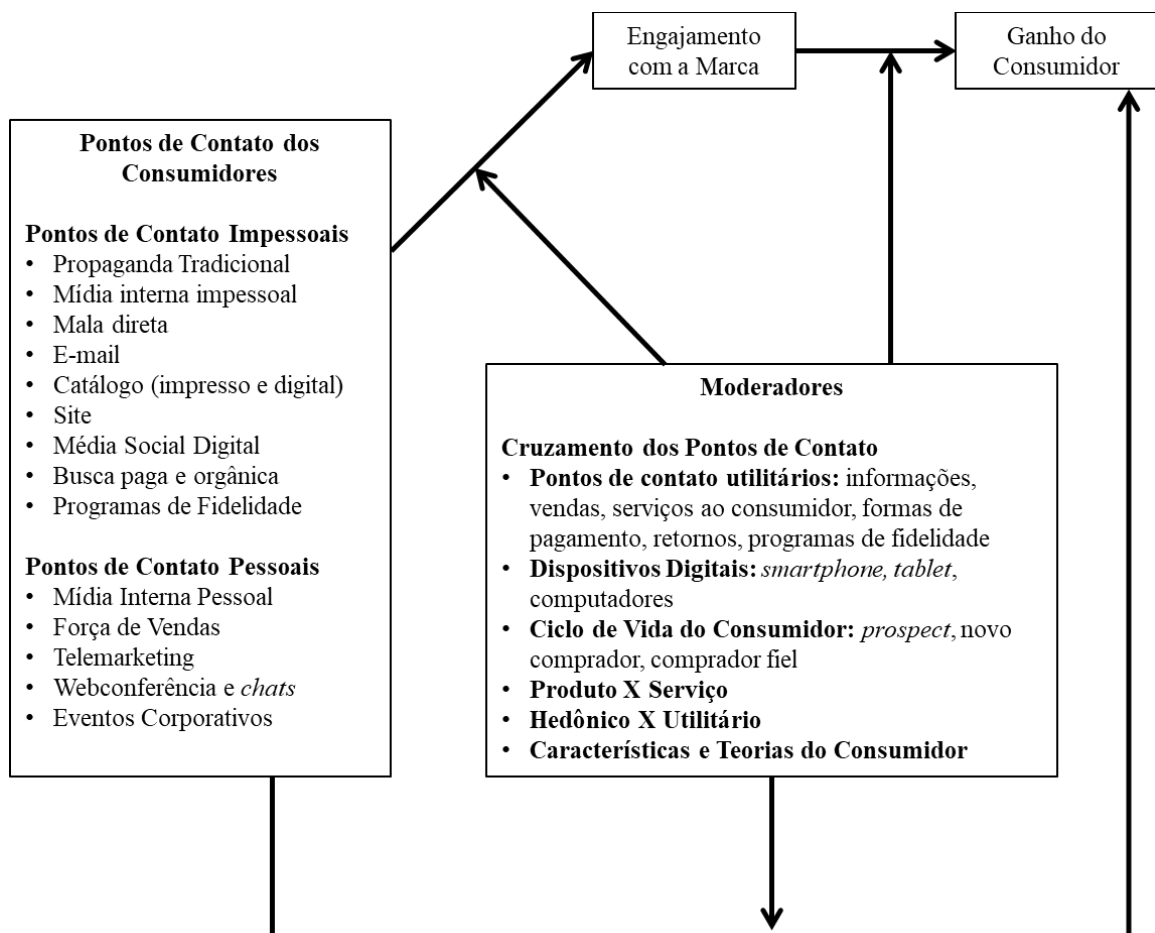 Engajamento
com a Marca
Ganho do
Consumidor
Pontos de Contato dos
Consumidores
Pontos de Contato Impessoais
• Propaganda Tradicional
• Mídia interna impessoal
• Mala direta
• E-mail
• Catálogo (impresso e digital)
• Site
• Média Social Digital
• Busca paga e orgânica
• Programas de Fidelidade
Pontos de Contato Pessoais
• Mídia Interna Pessoal
• Força de Vendas
• Telemarketing
• Webconferência e chats
• Eventos Corporativos
Moderadores
Cruzamento dos Pontos de Contato
• Pontos de contato utilitários: informações,
vendas, serviços ao consumidor, formas de
pagamento, retornos, programas de fidelidade
• Dispositivos Digitais: smartphone, tablet,
computadores
• Ciclo de Vida do Consumidor: prospect, novo
comprador, comprador fiel
• Produto X Serviço
• Hedônico X Utilitário
• Características e Teorias do Consumidor